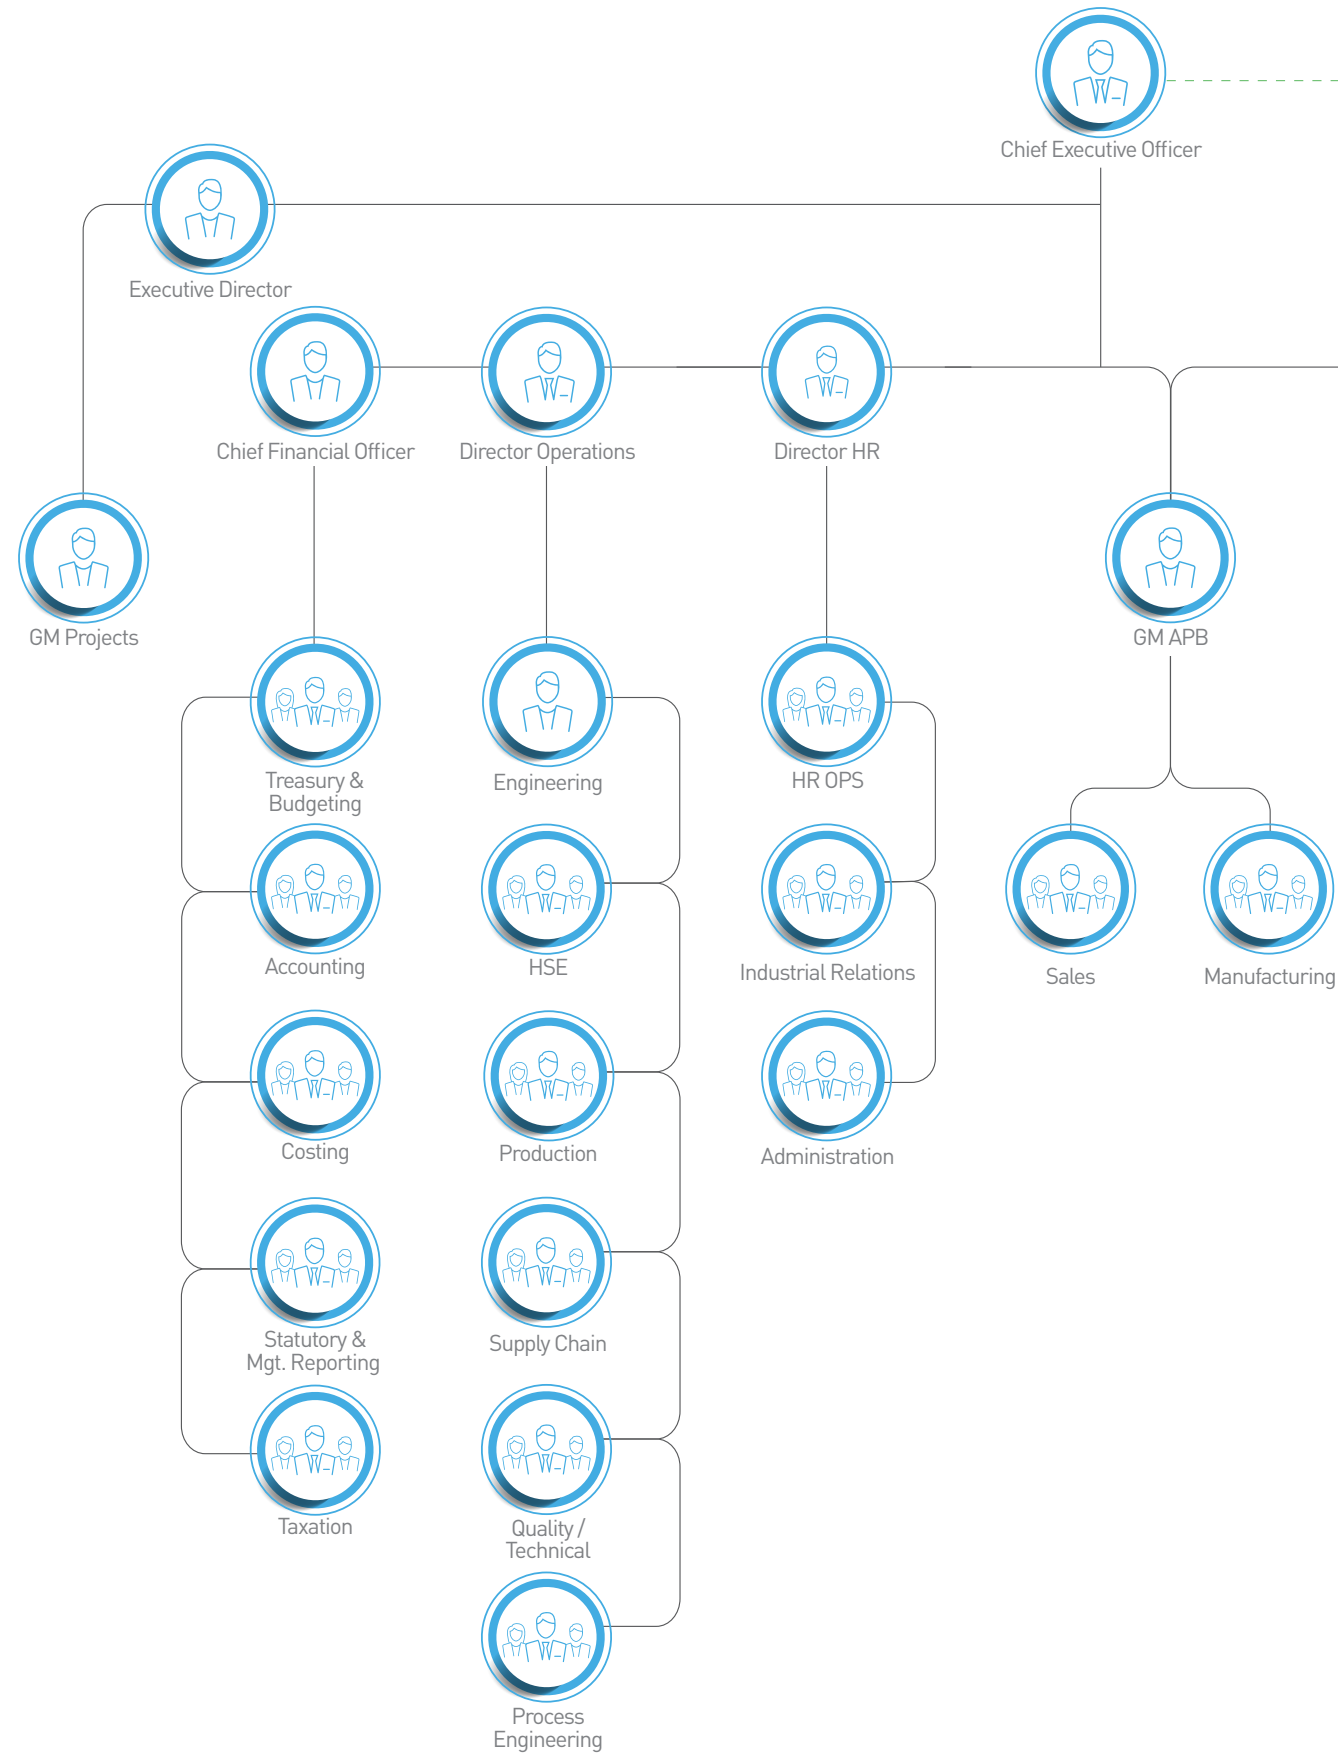 Chief Executive Officer
Executive Director
Chief Financial Officer
Director Operations
Director HR
GM Projects
GM APB
Treasury &
Budgeting
Engineering
HR OPS
Accounting
HSE
Industrial Relations
Sales
Manufacturing
Costing
Production
Administration
Statutory &
Mgt. Reporting
Supply Chain
Taxation
Quality /
Technical
Process
Engineering